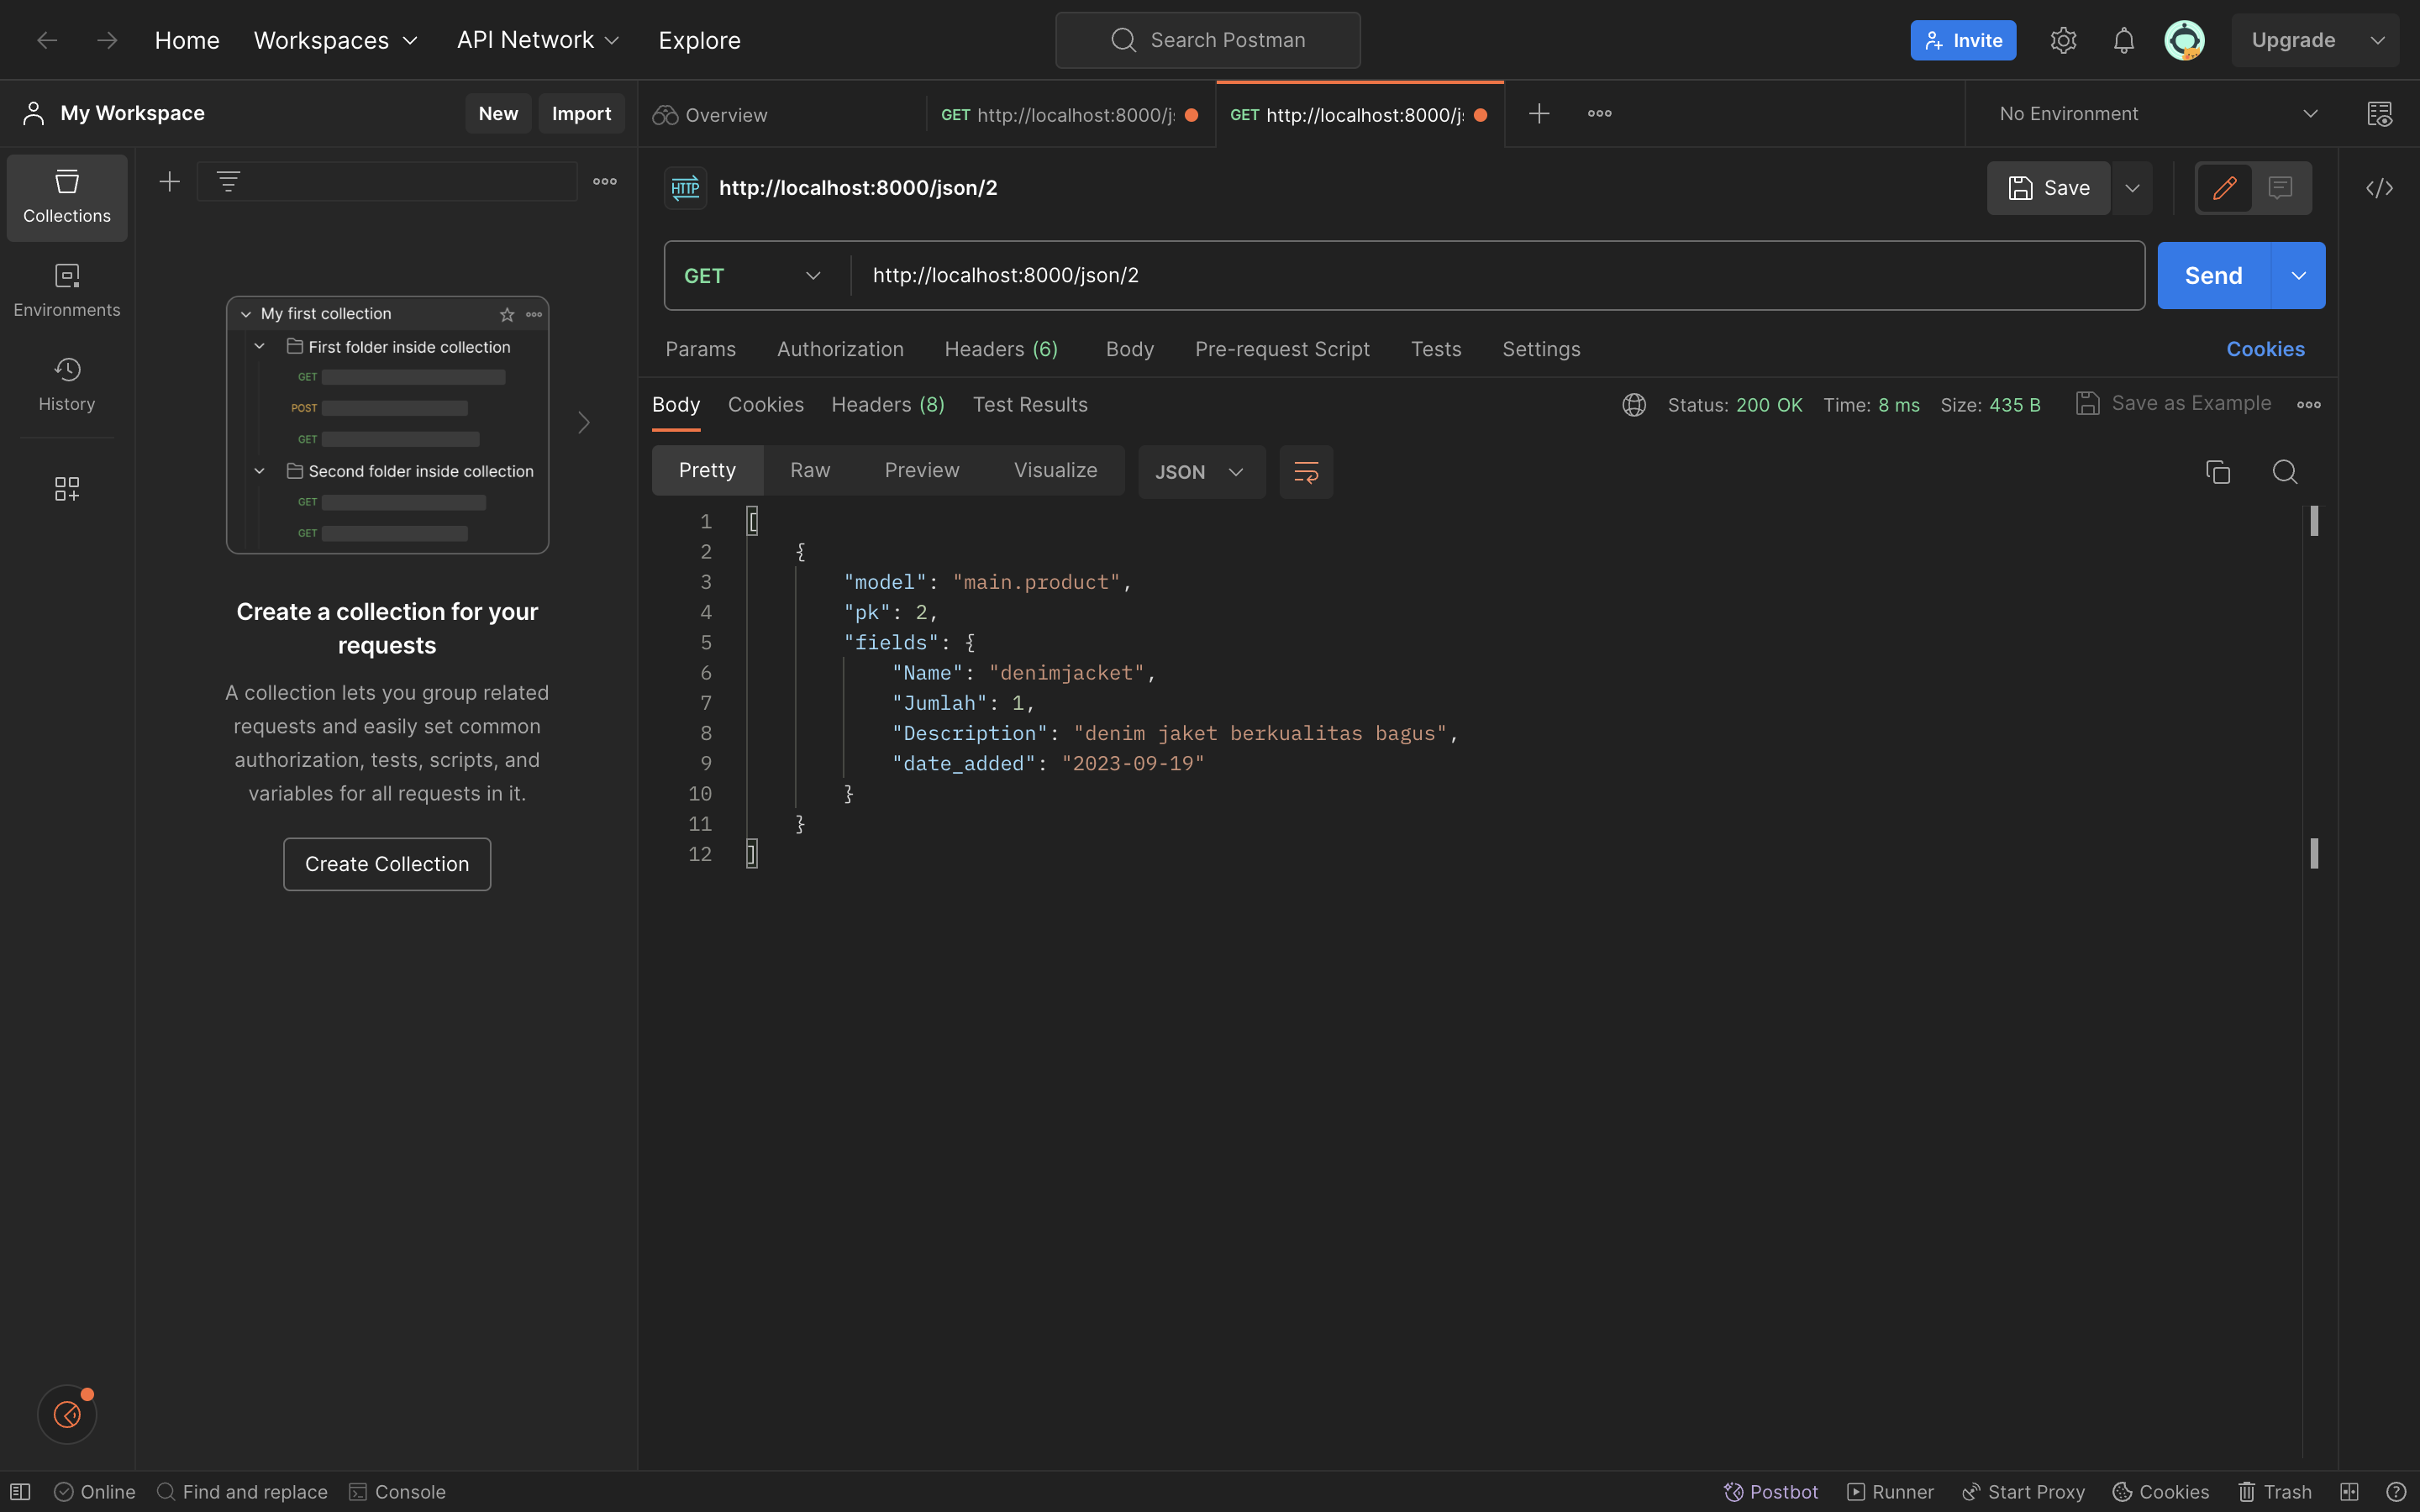 Home Workspaces API Network Explore Search Postman Invite Upgrade
My Workspace New Import
Overview GET http://localhost:8000/j GET http://localhost:8000/j No Environment
Collections
Environments
History
My first collection
First folder inside collection
GET
POST
GET
Second folder inside collection
GET
GET
Create a collection for your
requests
A collection lets you group related
requests and easily set common
authorization, tests, scripts, and
variables for all requests in it.
Create Collection
HTTP http://localhost:8000/json/2 Save
GET http://localhost:8000/json/2 Send
Params Authorization Headers (6) Body Pre-request Script Tests Settings Cookies
Body Cookies Headers (8) Test Results Status: 200 OK Time: 8 ms Size: 435 B Save as Example
Pretty Raw Preview Visualize JSON
1 [
2 {
3 "model": "main.product",
4 "pk": 2,
5 "fields": {
6 "Name": "denimjacket",
7 "Jumlah": 1,
8 "Description": "denim jaket berkualitas bagus",
9 "date_added": "2023-09-19"
10 }
11 }
12 ]
Online Find and replace Console Postbot Runner Start Proxy Cookies Trash